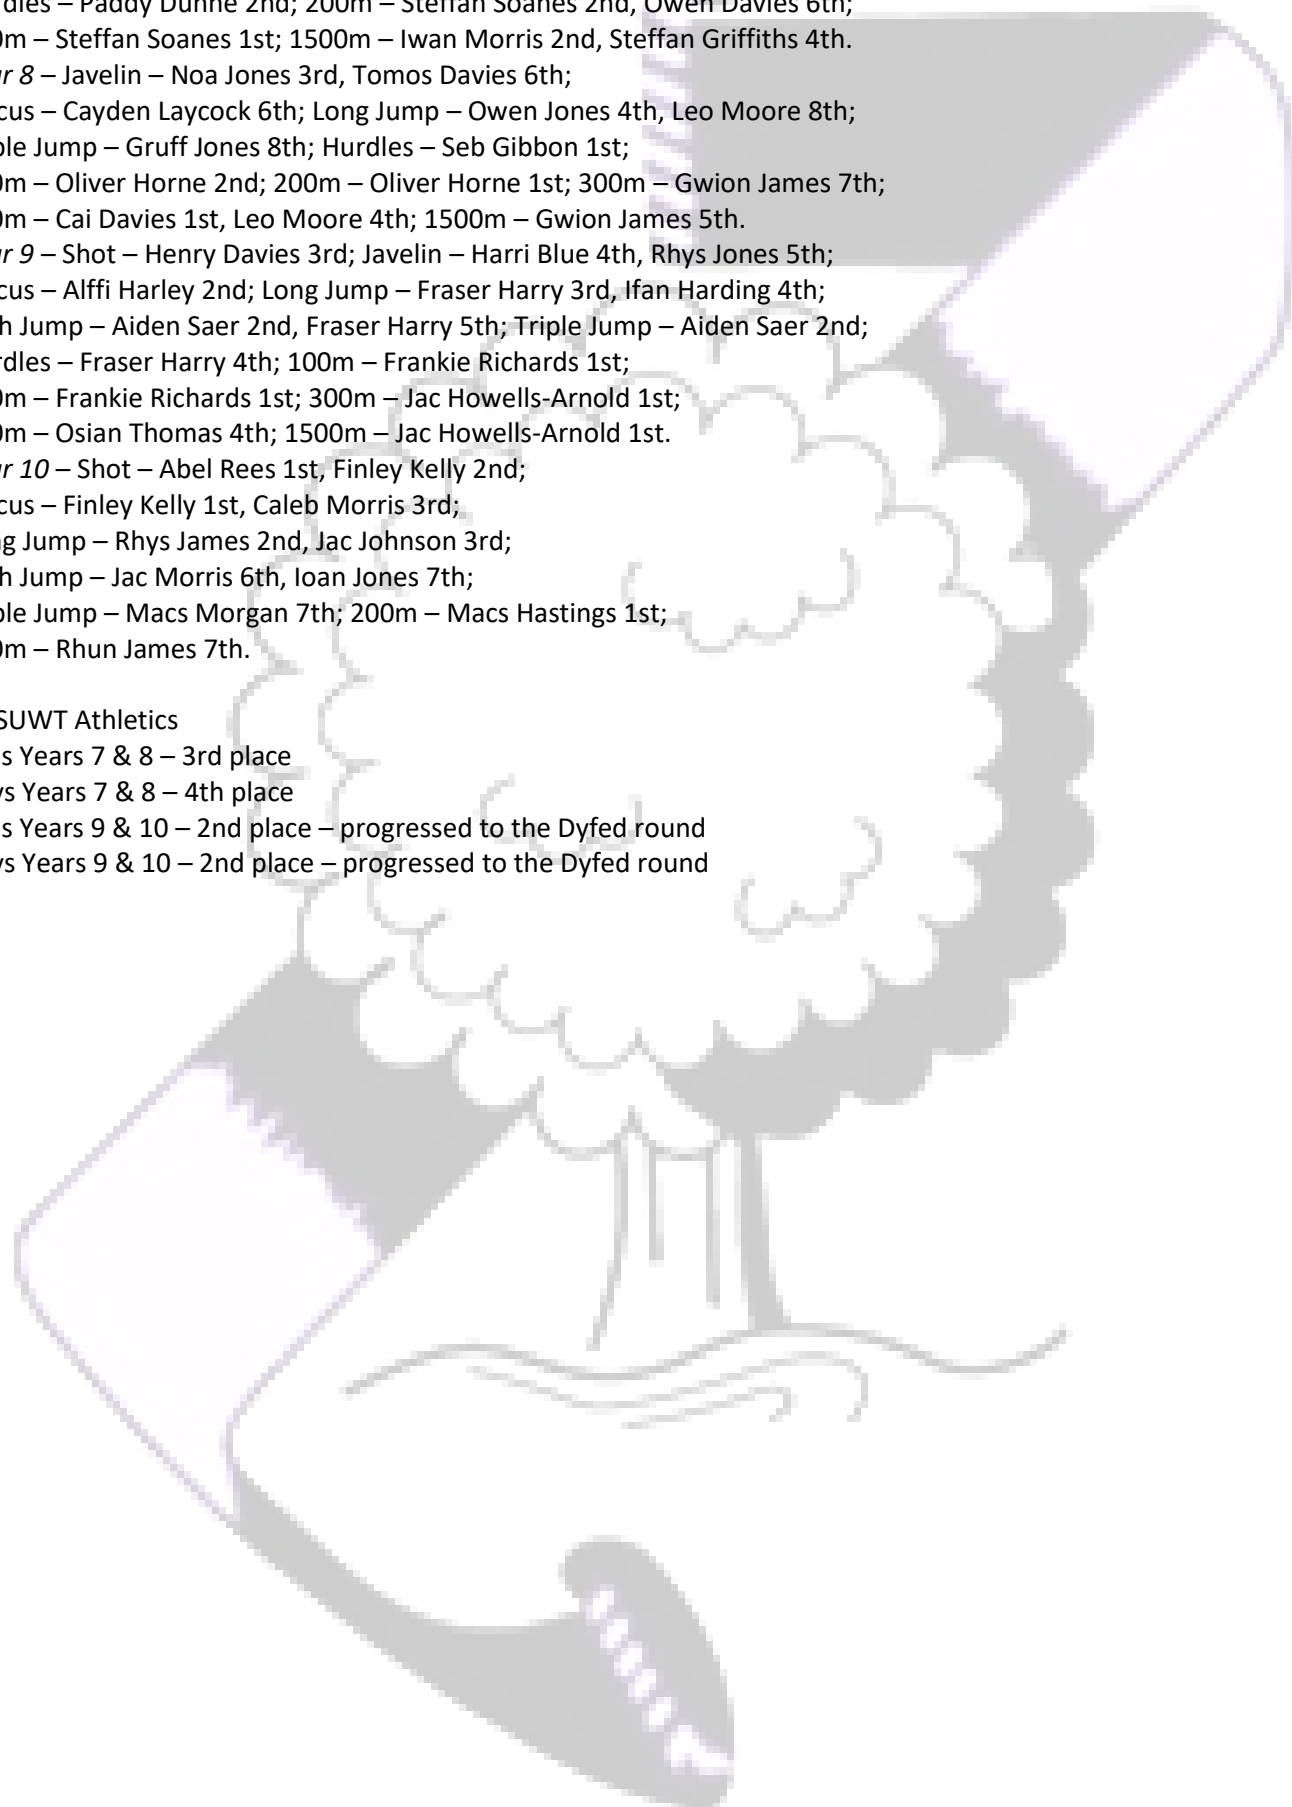 dles – Paddy Dunne 2nd; 200m – Steffan Soanes 2nd, Owen Davies 6th;
0m – Steffan Soanes 1st; 1500m – Iwan Morris 2nd, Steffan Griffiths 4th.
ar 8 – Javelin – Noa Jones 3rd, Tomos Davies 6th;
cus – Cayden Laycock 6th; Long Jump – Owen Jones 4th, Leo Moore 8th;
ple Jump – Gruff Jones 8th; Hurdles – Seb Gibbon 1st;
0m – Oliver Horne 2nd; 200m – Oliver Horne 1st; 300m – Gwion James 7th;
0m – Cai Davies 1st, Leo Moore 4th; 1500m – Gwion James 5th.
ar 9 – Shot – Henry Davies 3rd; Javelin – Harri Blue 4th, Rhys Jones 5th;
cus – Alffi Harley 2nd; Long Jump – Fraser Harry 3rd, Ifan Harding 4th;
h Jump – Aiden Saer 2nd, Fraser Harry 5th; Triple Jump – Aiden Saer 2nd;
rdles – Fraser Harry 4th; 100m – Frankie Richards 1st;
0m – Frankie Richards 1st; 300m – Jac Howells-Arnold 1st;
0m – Osian Thomas 4th; 1500m – Jac Howells-Arnold 1st.
ar 10 – Shot – Abel Rees 1st, Finley Kelly 2nd;
cus – Finley Kelly 1st, Caleb Morris 3rd;
ng Jump – Rhys James 2nd, Jac Johnson 3rd;
h Jump – Jac Morris 6th, Ioan Jones 7th;
ple Jump – Macs Morgan 7th; 200m – Macs Hastings 1st;
0m – Rhun James 7th.
SUWT Athletics
s Years 7 & 8 – 3rd place
ys Years 7 & 8 – 4th place
s Years 9 & 10 – 2nd place – progressed to the Dyfed round
ys Years 9 & 10 – 2nd place – progressed to the Dyfed round